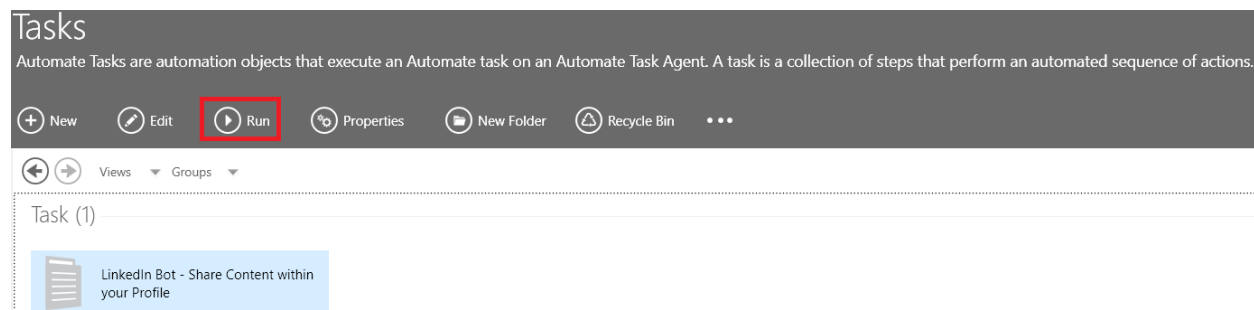 Tasks
Automate Tasks are automation objects that execute an Automate task on an Automate Task Agent. A task is a collection of steps that perform an automated sequence of actions.
New Edit Run Properties New Folder Recycle Bin •••
Views Groups
Task (1)
LinkedIn Bot - Share Content within
your Profile